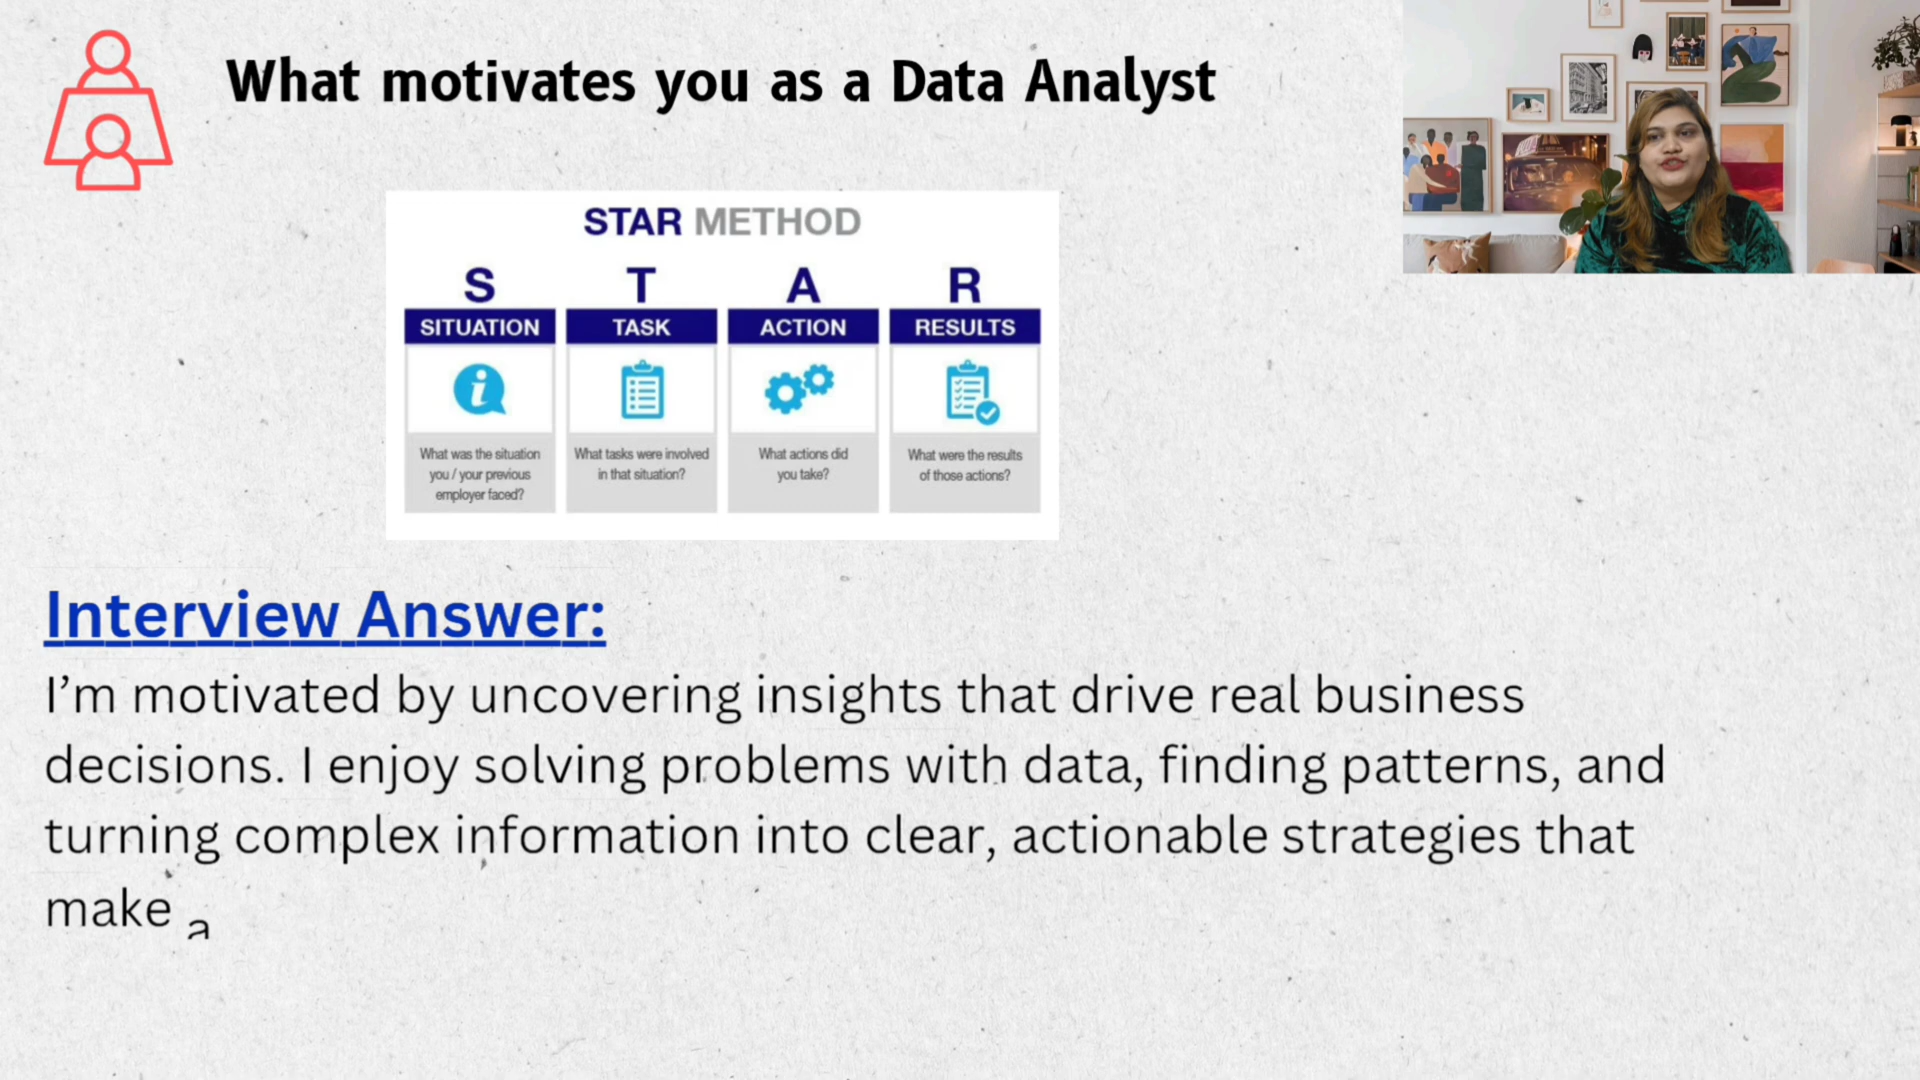 What motivates you as a Data Analyst
STAR METHOD
S T A R
SITUATION TASK ACTION RESULTS
What was the situation
you / your previous
employer faced?
What tasks were involved
in that situation?
What actions did
you take?
What were the results
of those actions?
Interview Answer:
I'm motivated by uncovering insights that drive real business
decisions. I enjoy solving problems with data, finding patterns, and
turning complex information into clear, actionable strategies that
make a